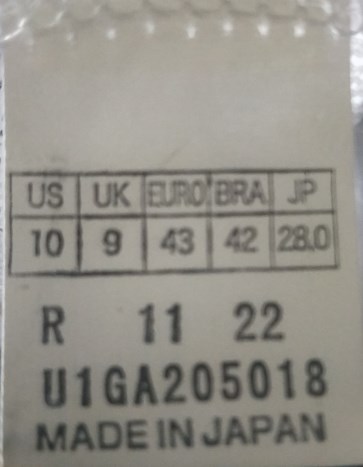 US UK EURO BRA JP
10 9 43 42 28.0
R 11 22
U1GA205018
MADE IN JAPAN